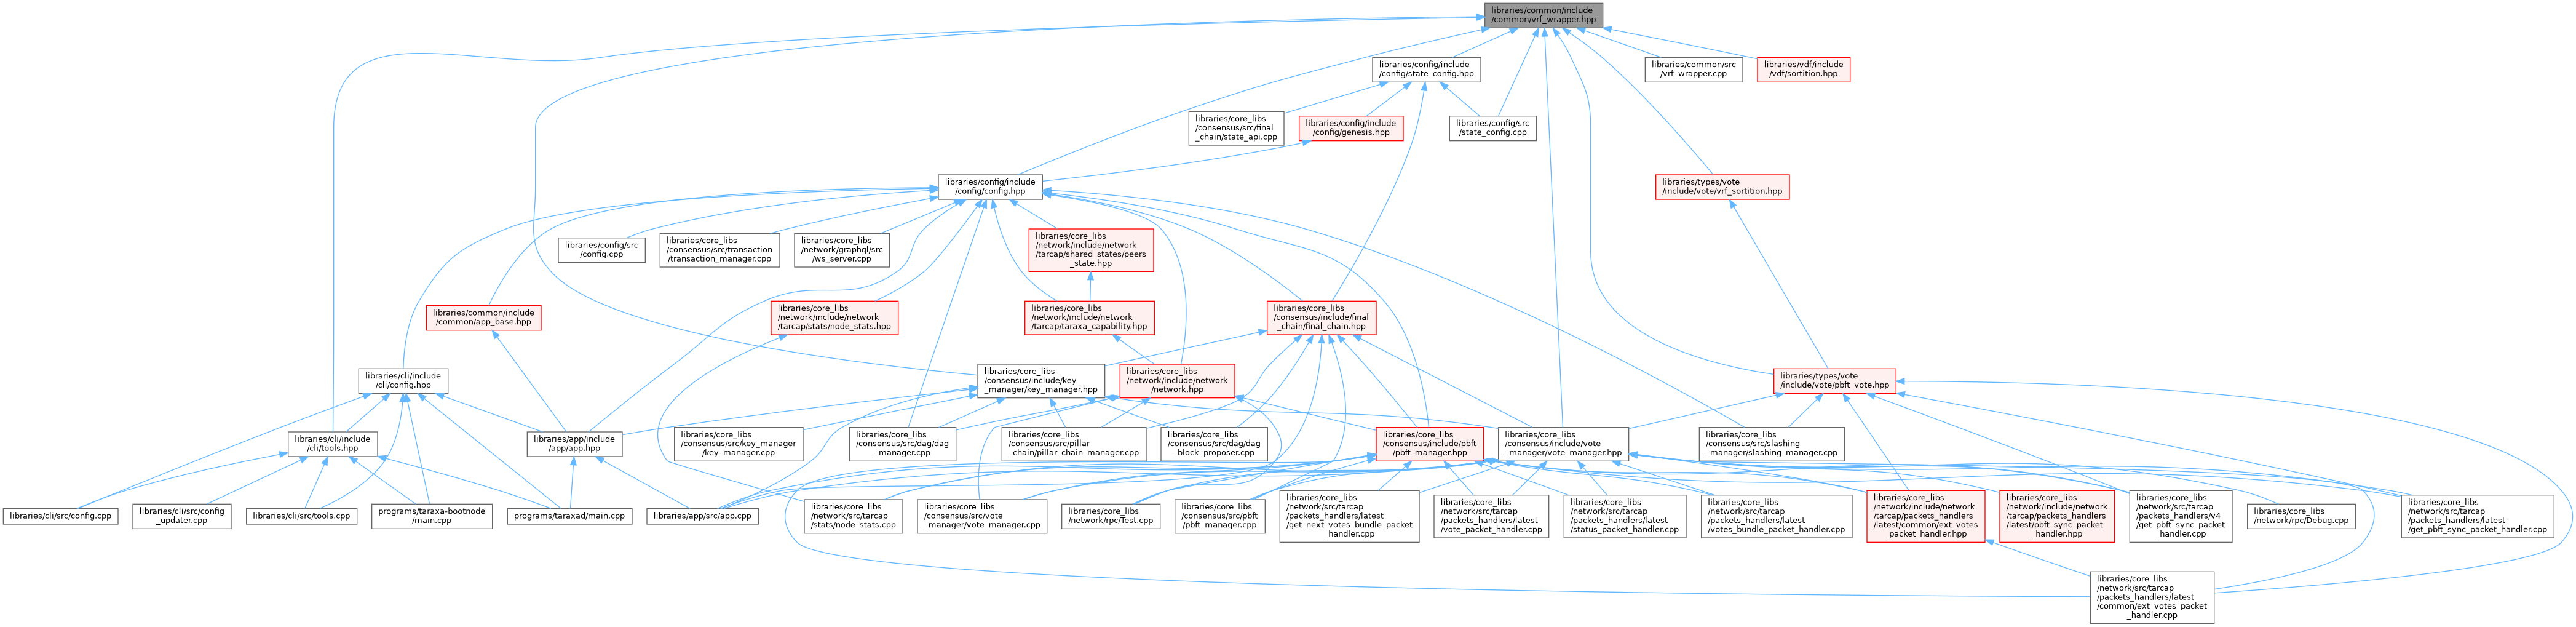 libraries/common/include
/common/vrf_wrapper.hpp
libraries/config/include
/config/state_config.hpp
libraries/common/src
/vrf_wrapper.cpp
libraries/vdf/include
/vdf/sortition.hpp
libraries/core_libs
/consensus/src/final
_chain/state_api.cpp
libraries/config/include
/config/genesis.hpp
libraries/config/src
/state_config.cpp
libraries/config/include
/config/config.hpp
libraries/types/vote
/include/vote/vrf_sortition.hpp
libraries/config/src
/config.cpp
libraries/core_libs
/consensus/src/transaction
/transaction_manager.cpp
libraries/core_libs
/network/graphql/src
/ws_server.cpp
libraries/core_libs
/network/include/network
/tarcap/shared_states/peers
_state.hpp
libraries/common/include
/common/app_base.hpp
libraries/core_libs
/network/include/network
/tarcap/stats/node_stats.hpp
libraries/core_libs
/network/include/network
/tarcap/taraxa_capability.hpp
libraries/core_libs
/consensus/include/final
_chain/final_chain.hpp
libraries/cli/include
/cli/config.hpp
libraries/core_libs
/consensus/include/key
_manager/key_manager.hpp
libraries/core_libs
/network/include/network
/network.hpp
libraries/types/vote
/include/vote/pbft_vote.hpp
libraries/cli/include
/cli/tools.hpp
libraries/app/include
/app/app.hpp
libraries/core_libs
/consensus/src/key_manager
/key_manager.cpp
libraries/core_libs
/consensus/src/dag/dag
_manager.cpp
libraries/core_libs
/consensus/src/pillar
_chain/pillar_chain_manager.cpp
libraries/core_libs
/consensus/src/dag/dag
_block_proposer.cpp
libraries/core_libs
/consensus/include/pbft
/pbft_manager.hpp
libraries/core_libs
/consensus/include/vote
_manager/vote_manager.hpp
libraries/core_libs
/consensus/src/slashing
_manager/slashing_manager.cpp
libraries/cli/src/config.cpp
libraries/cli/src/config
_updater.cpp
libraries/cli/src/tools.cpp
programs/taraxa-bootnode
/main.cpp
programs/taraxad/main.cpp
libraries/app/src/app.cpp
libraries/core_libs
/network/src/tarcap
/stats/node_stats.cpp
libraries/core_libs
/consensus/src/vote
_manager/vote_manager.cpp
libraries/core_libs
/network/rpc/Test.cpp
libraries/core_libs
/consensus/src/pbft
/pbft_manager.cpp
libraries/core_libs
/network/src/tarcap
/packets_handlers/latest
/get_next_votes_bundle_packet
_handler.cpp
libraries/core_libs
/network/src/tarcap
/packets_handlers/latest
/vote_packet_handler.cpp
libraries/core_libs
/network/src/tarcap
/packets_handlers/latest
/status_packet_handler.cpp
libraries/core_libs
/network/src/tarcap
/packets_handlers/latest
/votes_bundle_packet_handler.cpp
libraries/core_libs
/network/include/network
/tarcap/packets_handlers
/latest/common/ext_votes
_packet_handler.hpp
libraries/core_libs
/network/include/network
/tarcap/packets_handlers
/latest/pbft_sync_packet
_handler.hpp
libraries/core_libs
/network/src/tarcap
/packets_handlers/v4
/get_pbft_sync_packet
_handler.cpp
libraries/core_libs
/network/rpc/Debug.cpp
libraries/core_libs
/network/src/tarcap
/packets_handlers/latest
/get_pbft_sync_packet_handler.cpp
libraries/core_libs
/network/src/tarcap
/packets_handlers/latest
/common/ext_votes_packet
_handler.cpp